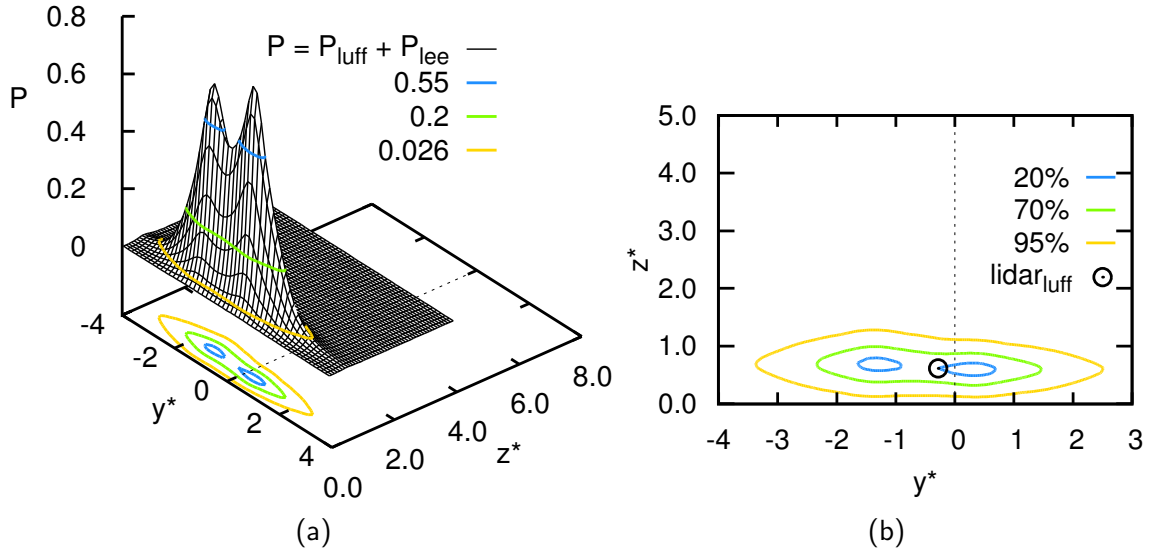 0.8
0.6
0.4
0.2
0
P
P = P_luff + P_lee
0.55
0.2
0.026
-4
-2
0
2
4
y*
0.0
2.0
4.0
6.0
8.0
z*
(a)
5.0
4.0
3.0
2.0
1.0
0.0
z*
20%
70%
95%
lidar_luff
-4 -3 -2 -1 0 1 2 3
y*
(b)